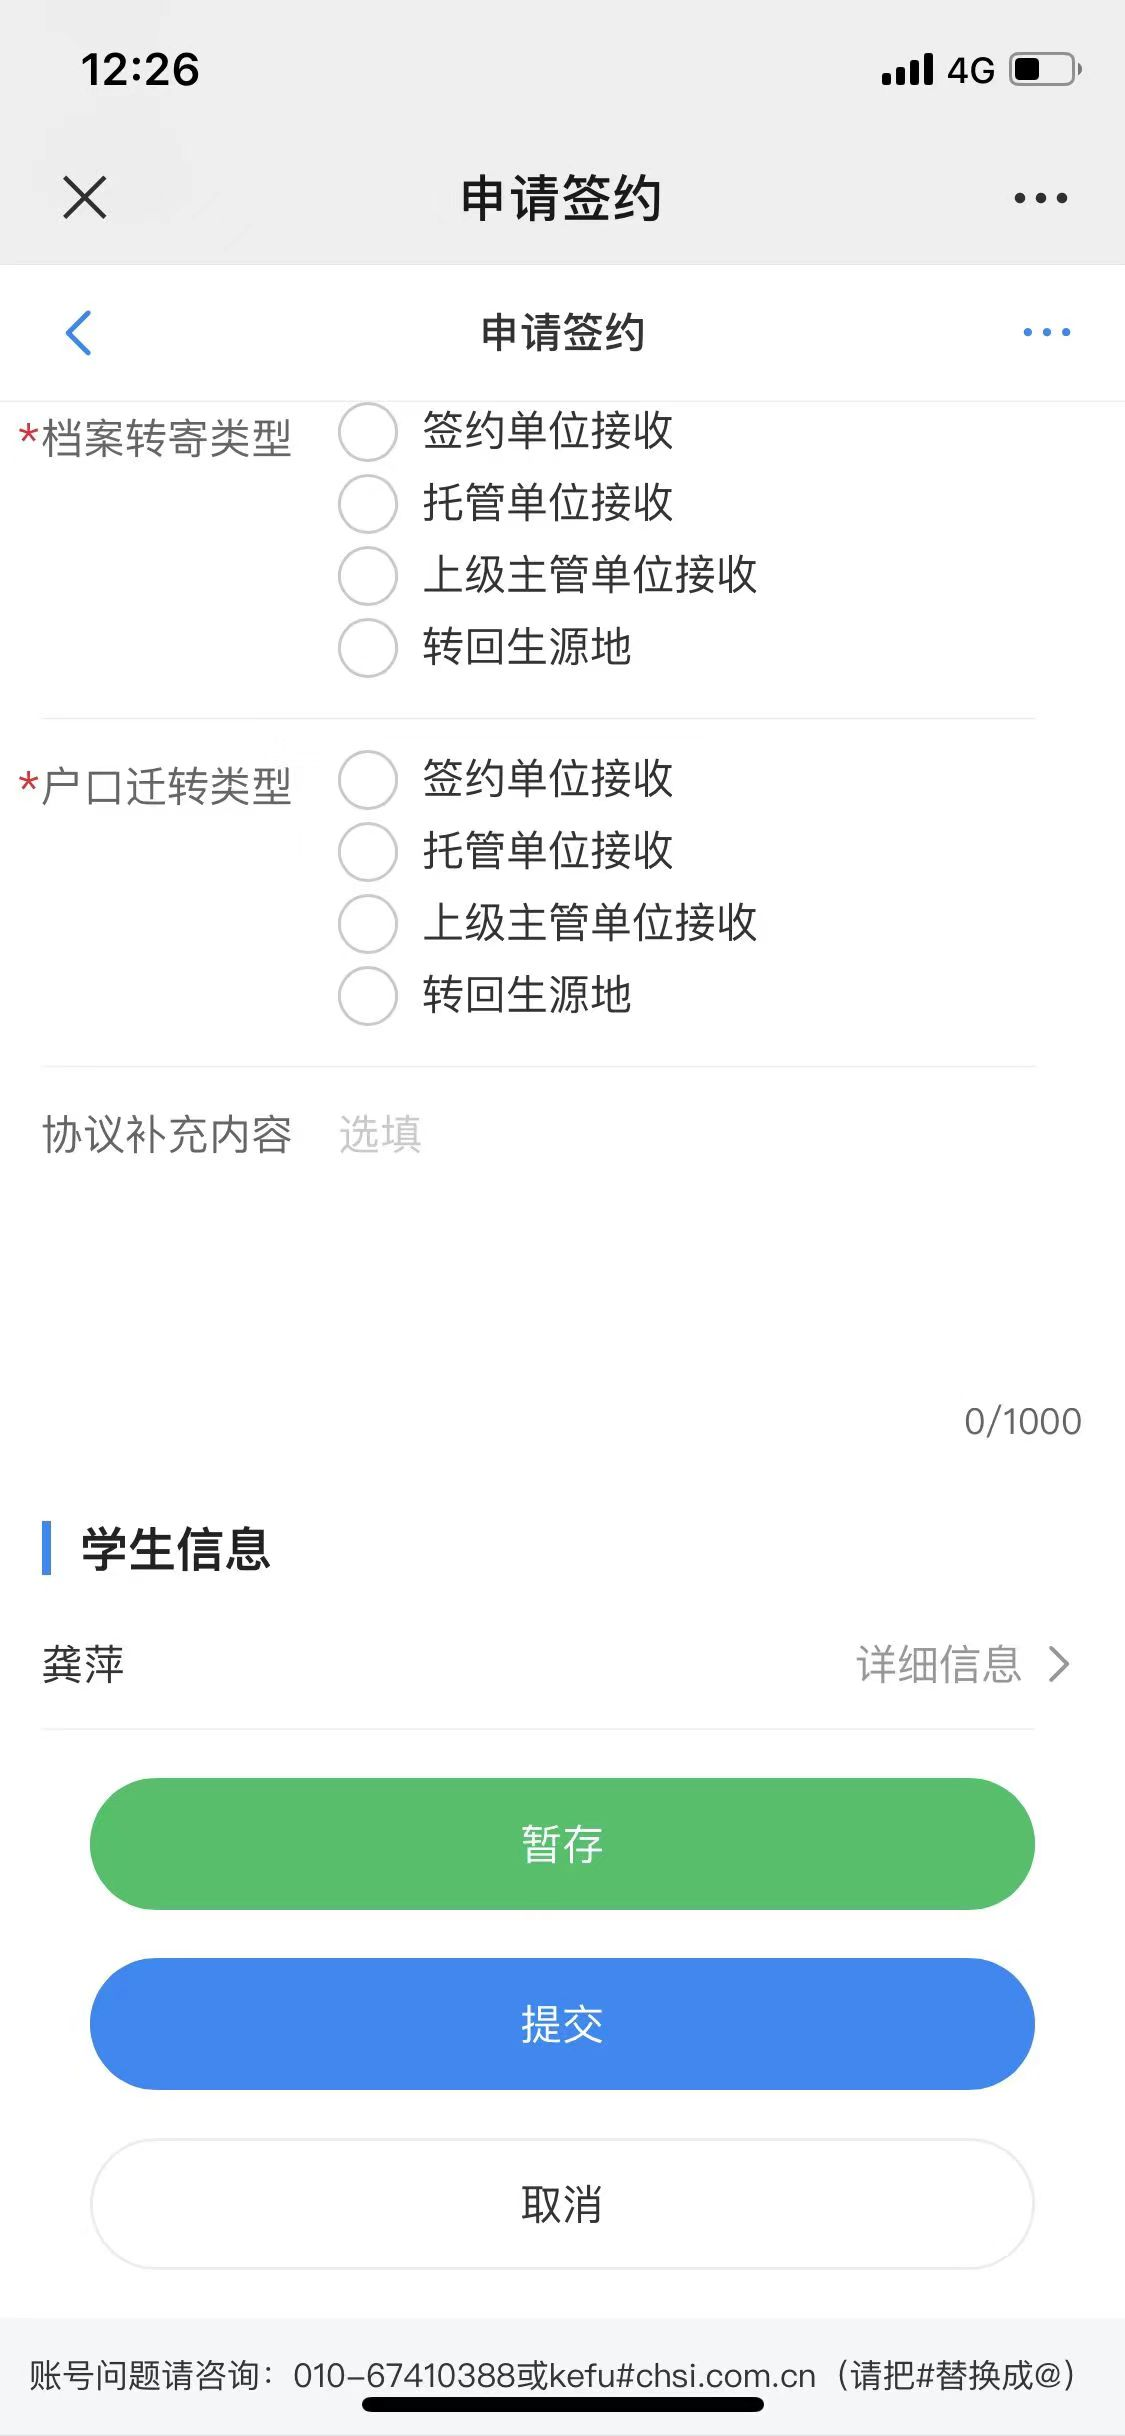 12:26
4G
申请签约
申请签约
*档案转寄类型
签约单位接收
托管单位接收
上级主管单位接收
转回生源地
*户口迁转类型
签约单位接收
托管单位接收
上级主管单位接收
转回生源地
协议补充内容 选填
0/1000
学生信息
龚萍 详细信息
暂存
提交
取消
账号问题请咨询：010-67410388或kefu#chsi.com.cn（请把#替换成@）